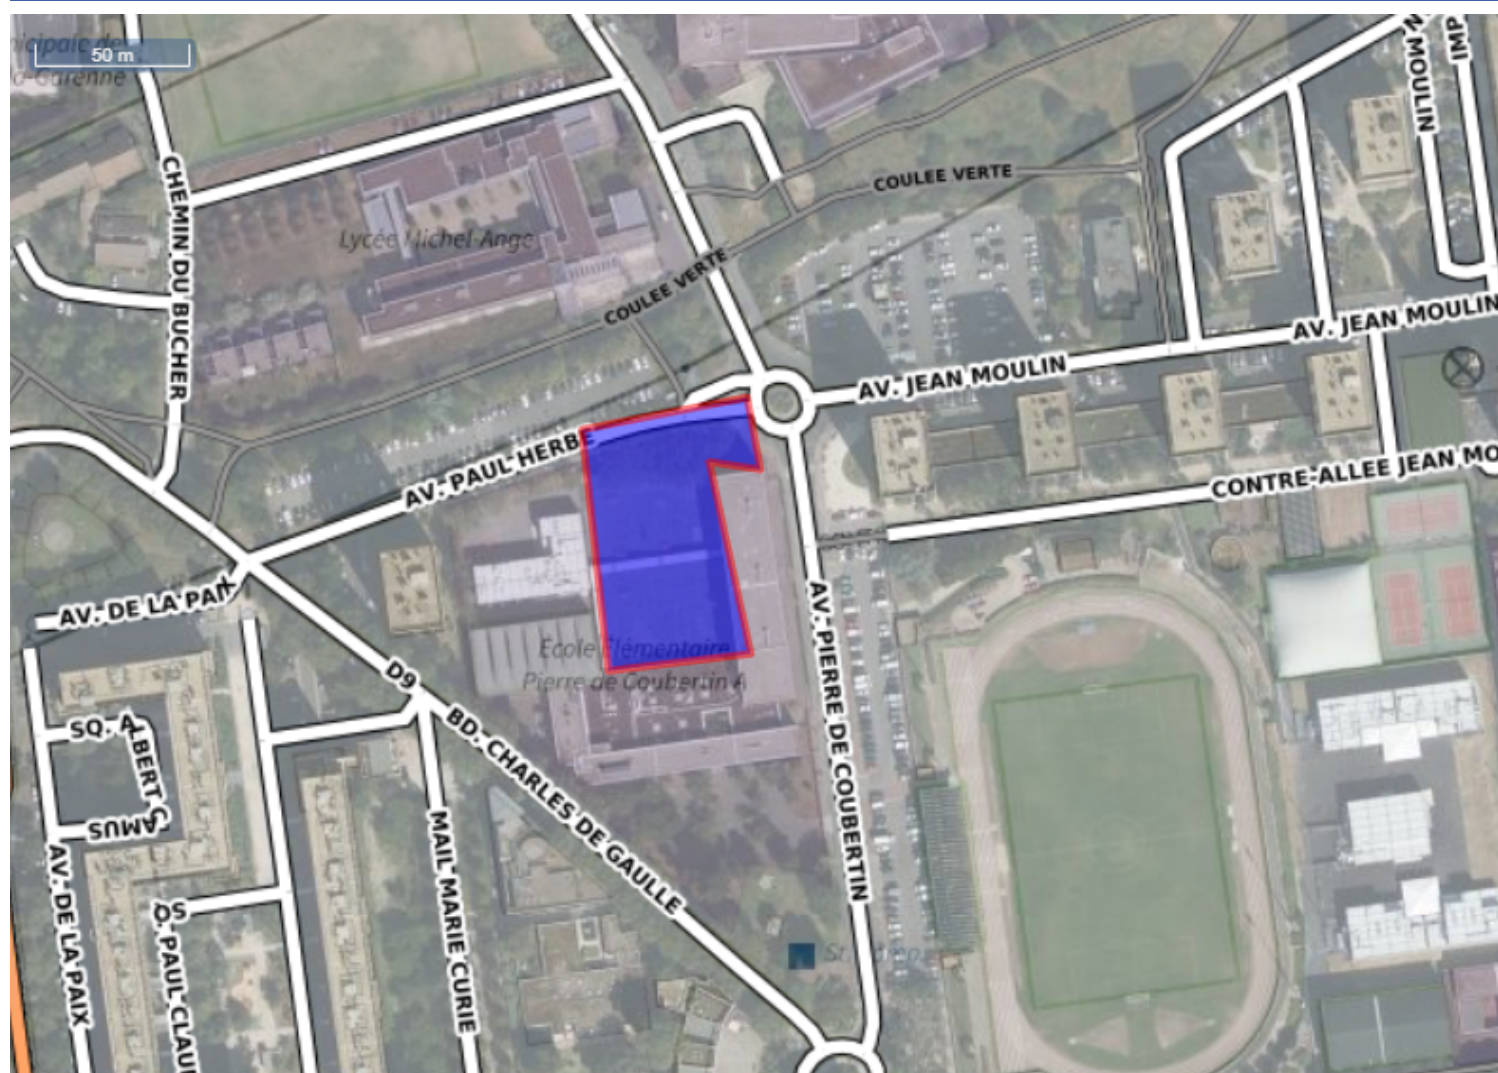 50 m
CHEMIN DU BUCHER
Lycée Michel-Ange
COULEE VERTE
COULEE VERTE
MOULIN
AV. JEAN MOULIN
AV. JEAN MOULIN
AV. PAUL HERBE
CONTRE-ALLEE JEAN MO
AV. DE LA PAI
Ecole Élémentaire
Pierre de Coubertin A
AV. PIERRE DE COUBERTIN
D9
BD. CHARLES DE GAULLE
SQ. ALBERT CAMUS
MAIL MARIE CURIE
AV. DE LA PAIX
SQ. PAUL CLAU